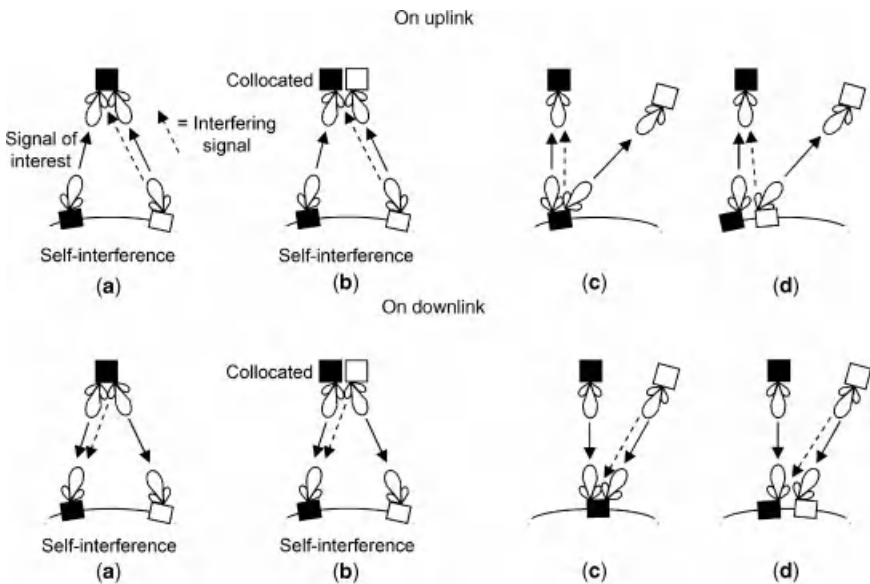 On uplink
Collocated
Signal of
interest
= Interfering
signal
Self-interference
Self-interference
(a)
(b)
(c)
(d)
On downlink
Collocated
Self-interference
Self-interference
(a)
(b)
(c)
(d)